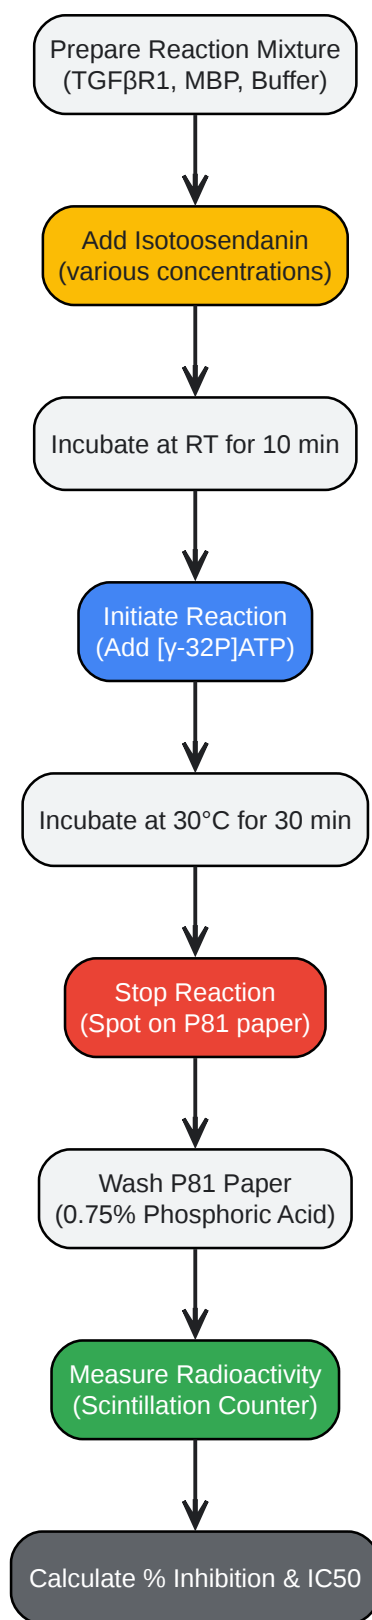 Prepare Reaction Mixture
(TGFβR1, MBP, Buffer)
Add Isotoosendanin
(various concentrations)
Incubate at RT for 10 min
Initiate Reaction
(Add [γ-32P]ATP)
Incubate at 30°C for 30 min
Stop Reaction
(Spot on P81 paper)
Wash P81 Paper
(0.75% Phosphoric Acid)
Measure Radioactivity
(Scintillation Counter)
Calculate % Inhibition & IC50